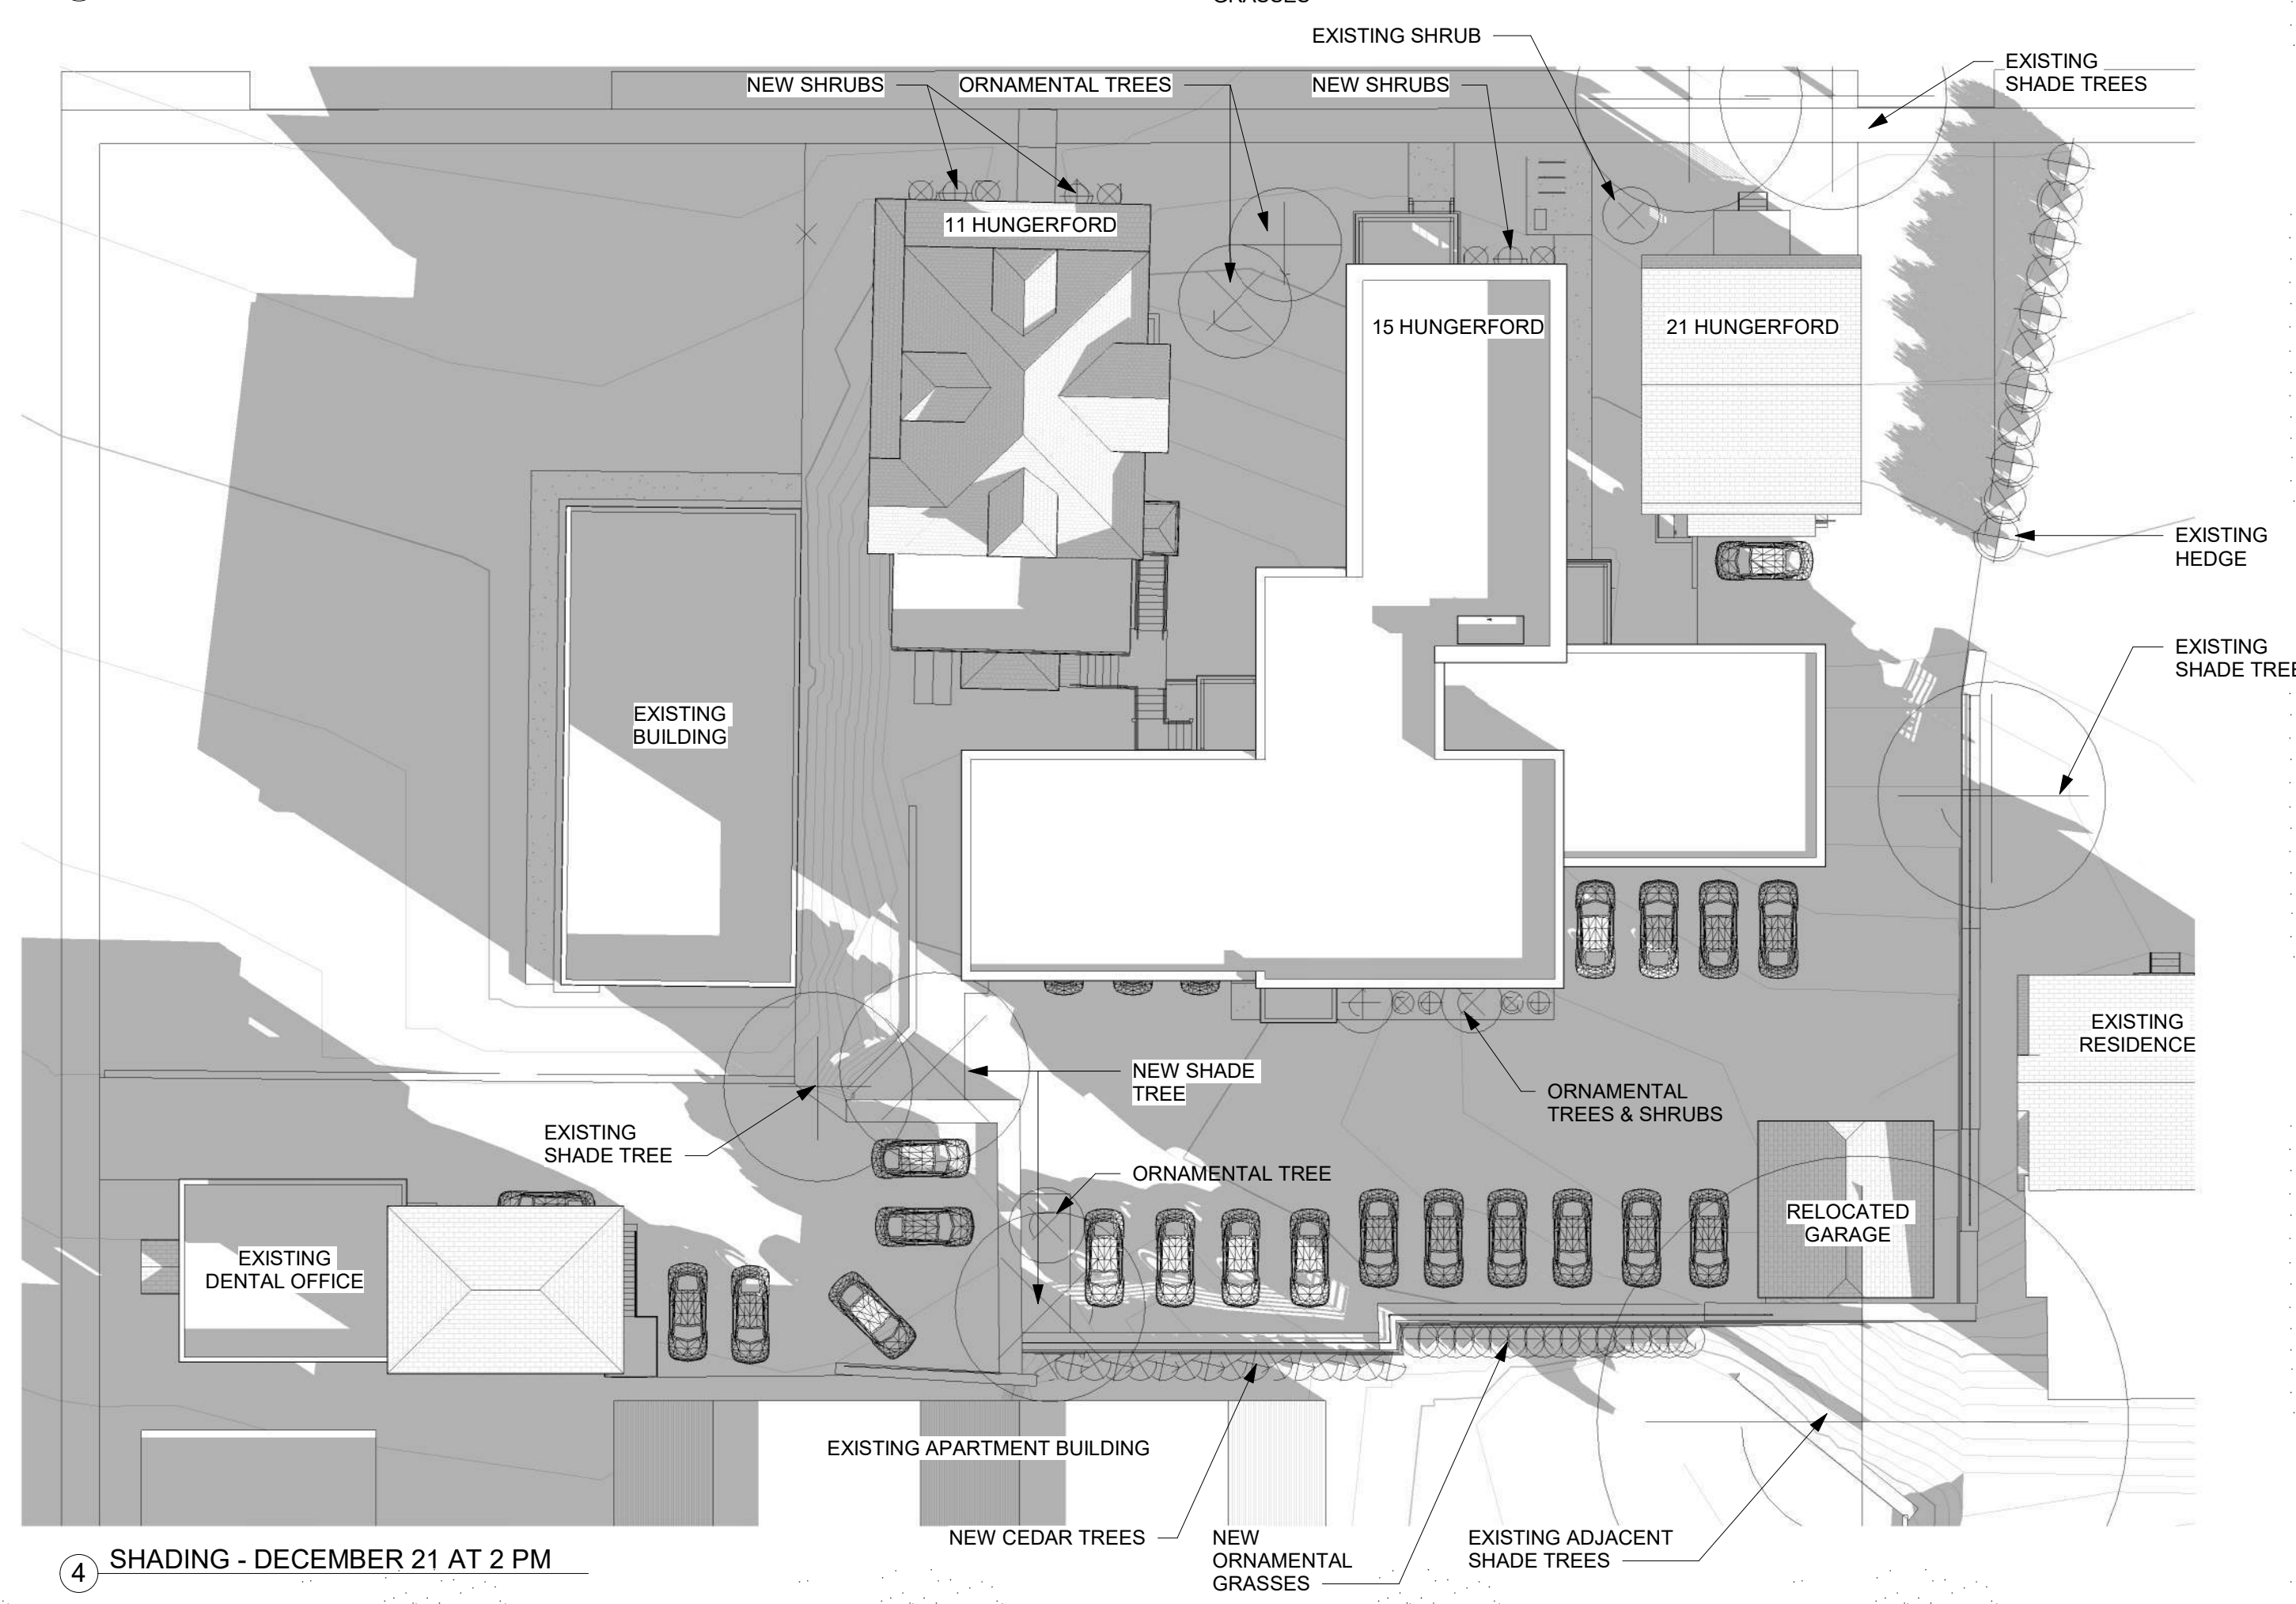 GRASSES
EXISTING SHRUB
EXISTING
SHADE TREES
NEW SHRUBS
ORNAMENTAL TREES
NEW SHRUBS
11 HUNGERFORD
15 HUNGERFORD
21 HUNGERFORD
EXISTING
HEDGE
EXISTING
SHADE TREE
EXISTING
BUILDING
EXISTING
RESIDENCE
NEW SHADE
TREE
ORNAMENTAL
TREES & SHRUBS
EXISTING
SHADE TREE
ORNAMENTAL TREE
RELOCATED
GARAGE
EXISTING
DENTAL OFFICE
EXISTING APARTMENT BUILDING
NEW CEDAR TREES
NEW
ORNAMENTAL
GRASSES
EXISTING ADJACENT
SHADE TREES
4 SHADING - DECEMBER 21 AT 2 PM